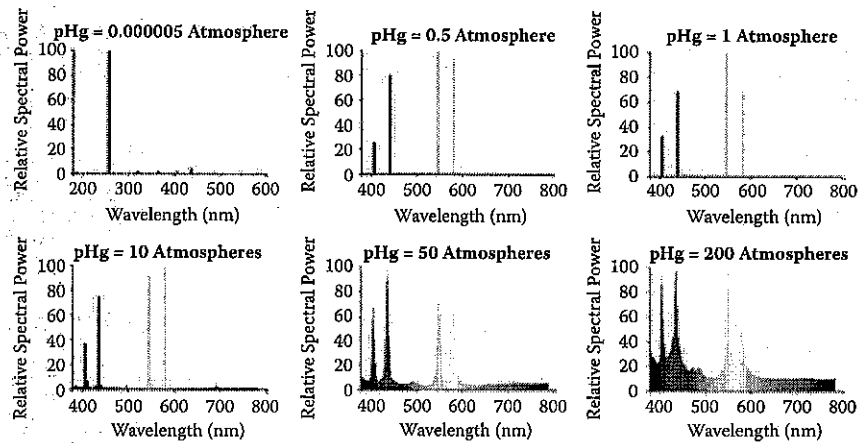 pHg = 0.000005 Atmosphere
Relative Spectral Power
100
80
60
40
20
0
200 300 400 500 600
Wavelength (nm)
pHg = 0.5 Atmosphere
Relative Spectral Power
100
80
60
40
20
0
400 500 600 700 800
Wavelength (nm)
pHg = 1 Atmosphere
Relative Spectral Power
100
80
60
40
20
0
400 500 600 700 800
Wavelength (nm)
pHg = 10 Atmospheres
Relative Spectral Power
100
80
60
40
20
0
400 500 600 700 800
Wavelength (nm)
pHg = 50 Atmospheres
Relative Spectral Power
100
80
60
40
20
0
400 500 600 700 800
Wavelength (nm)
pHg = 200 Atmospheres
Relative Spectral Power
100
80
60
40
20
0
400 500 600 700 800
Wavelength (nm)